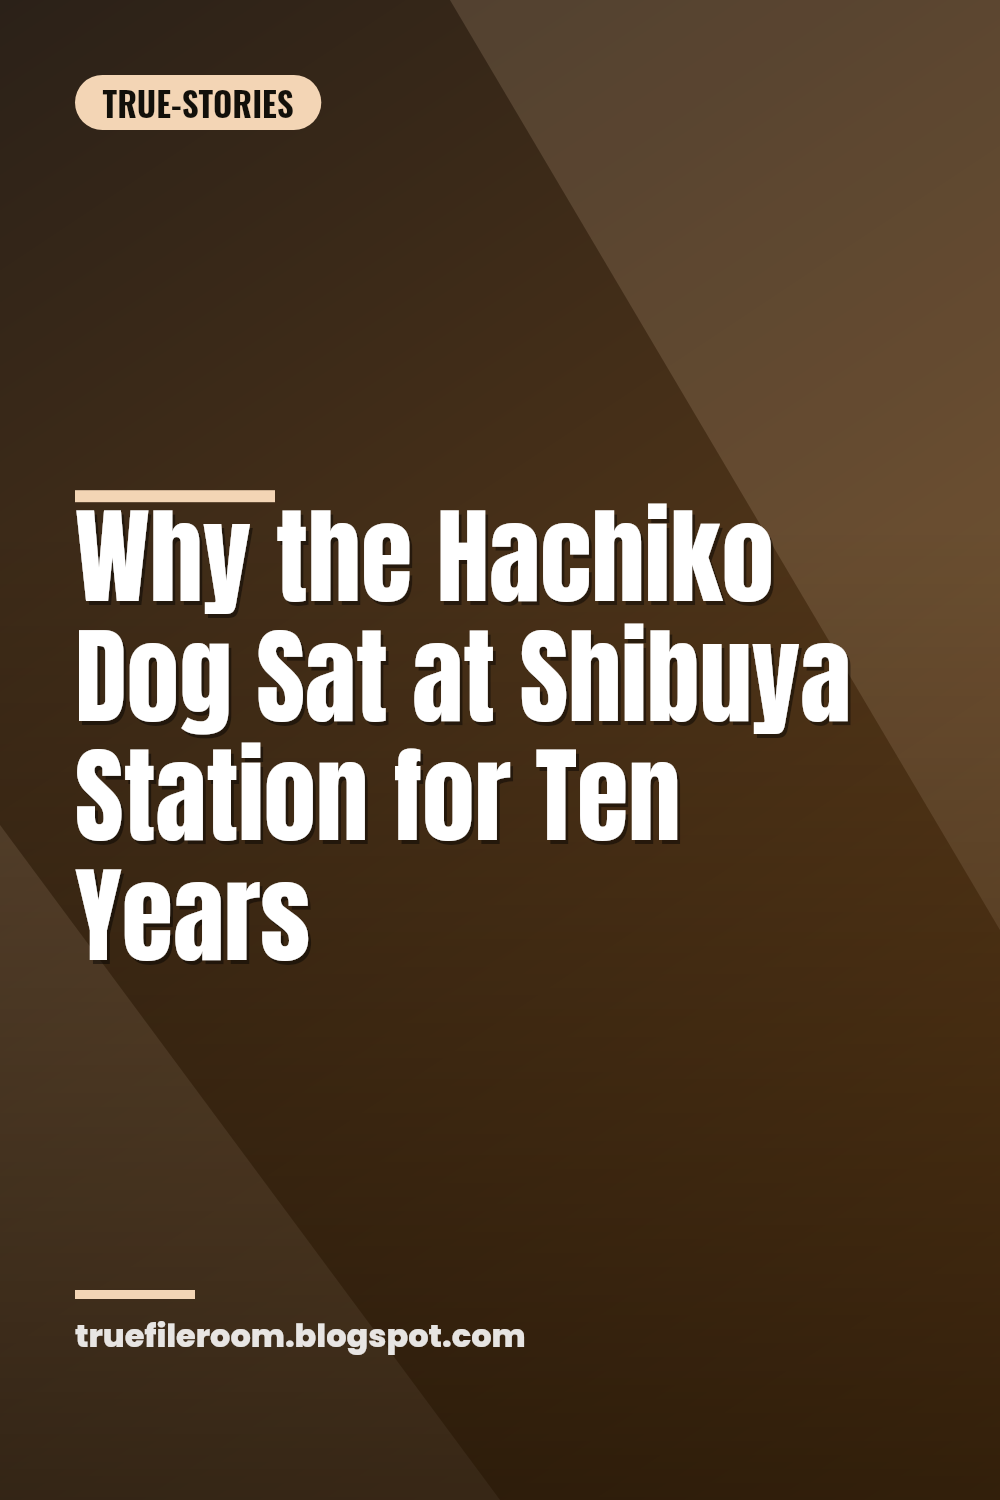 TRUE-STORIES
Why the Hachiko
Dog Sat at Shibuya
Station for Ten
Years
truefileroom.blogspot.com